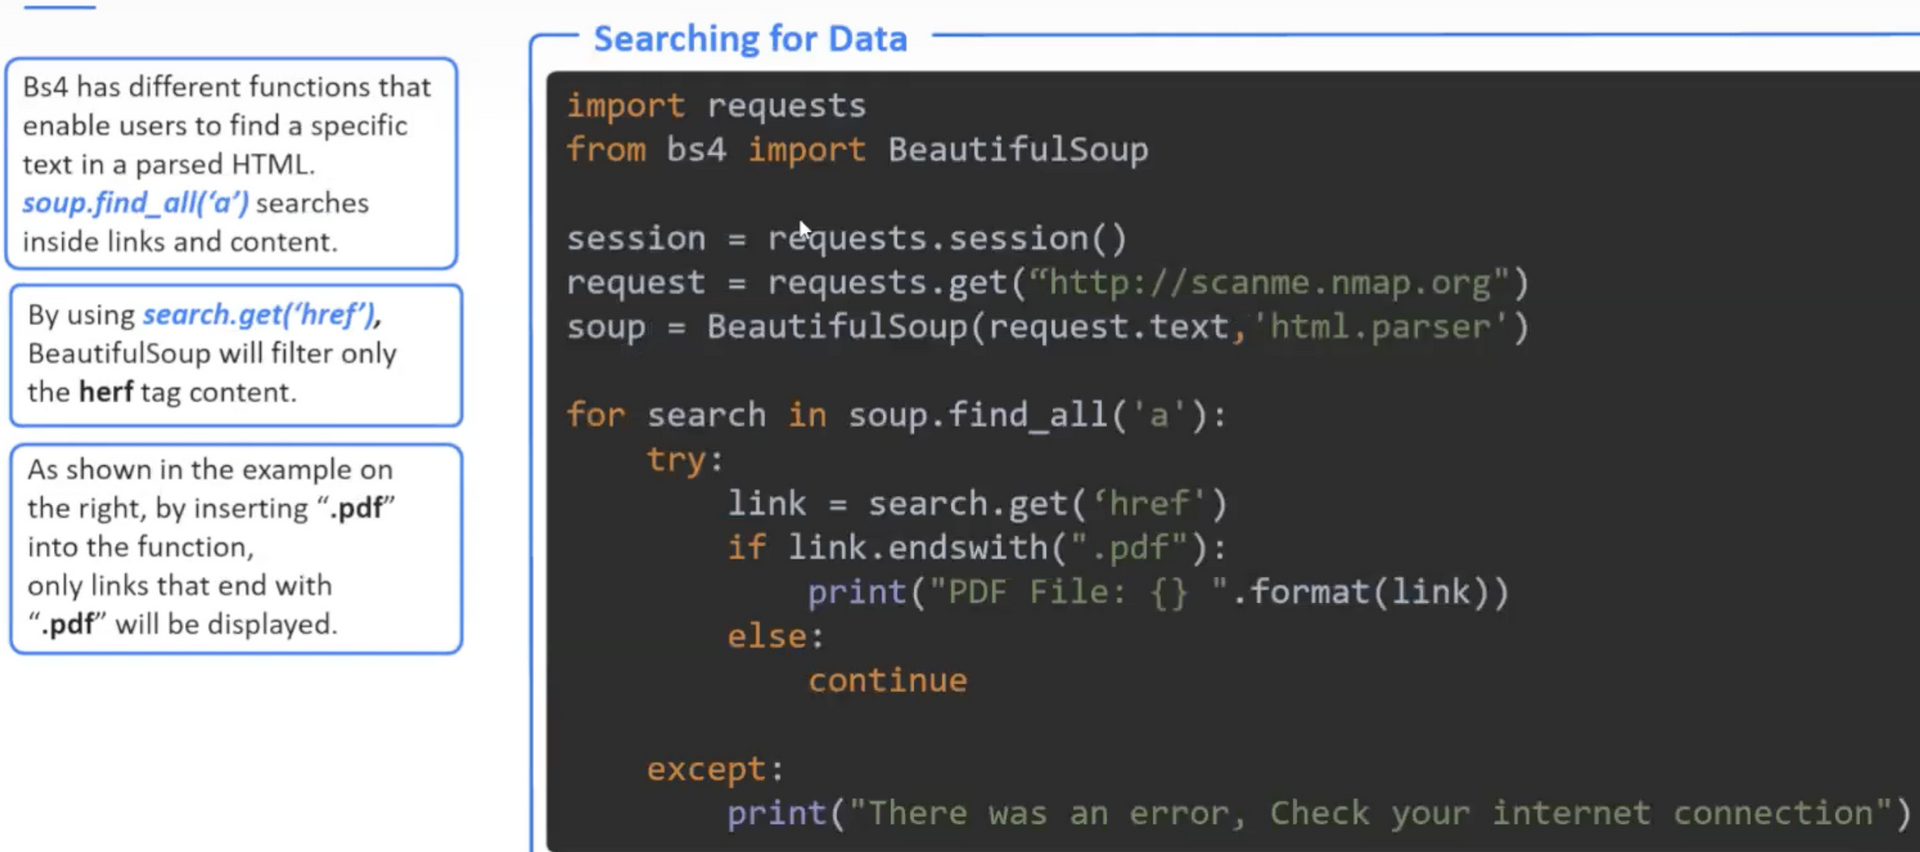 Bs4 has different functions that
enable users to find a specific
text in a parsed HTML.
soup.find_all(‘a’) searches
inside links and content.
By using search.get(‘href’),
BeautifulSoup will filter only
the herf tag content.
As shown in the example on
the right, by inserting “.pdf”
into the function,
only links that end with
“.pdf” will be displayed.
Searching for Data
import requests
from bs4 import BeautifulSoup
session = requests.session()
request = requests.get(“http://scanme.nmap.org")
soup = BeautifulSoup(request.text,'html.parser')
for search in soup.find_all('a'):
    try:
        link = search.get(‘href')
        if link.endswith(".pdf"):
            print("PDF File: {} ".format(link))
        else:
            continue
    except:
        print("There was an error, Check your internet connection")